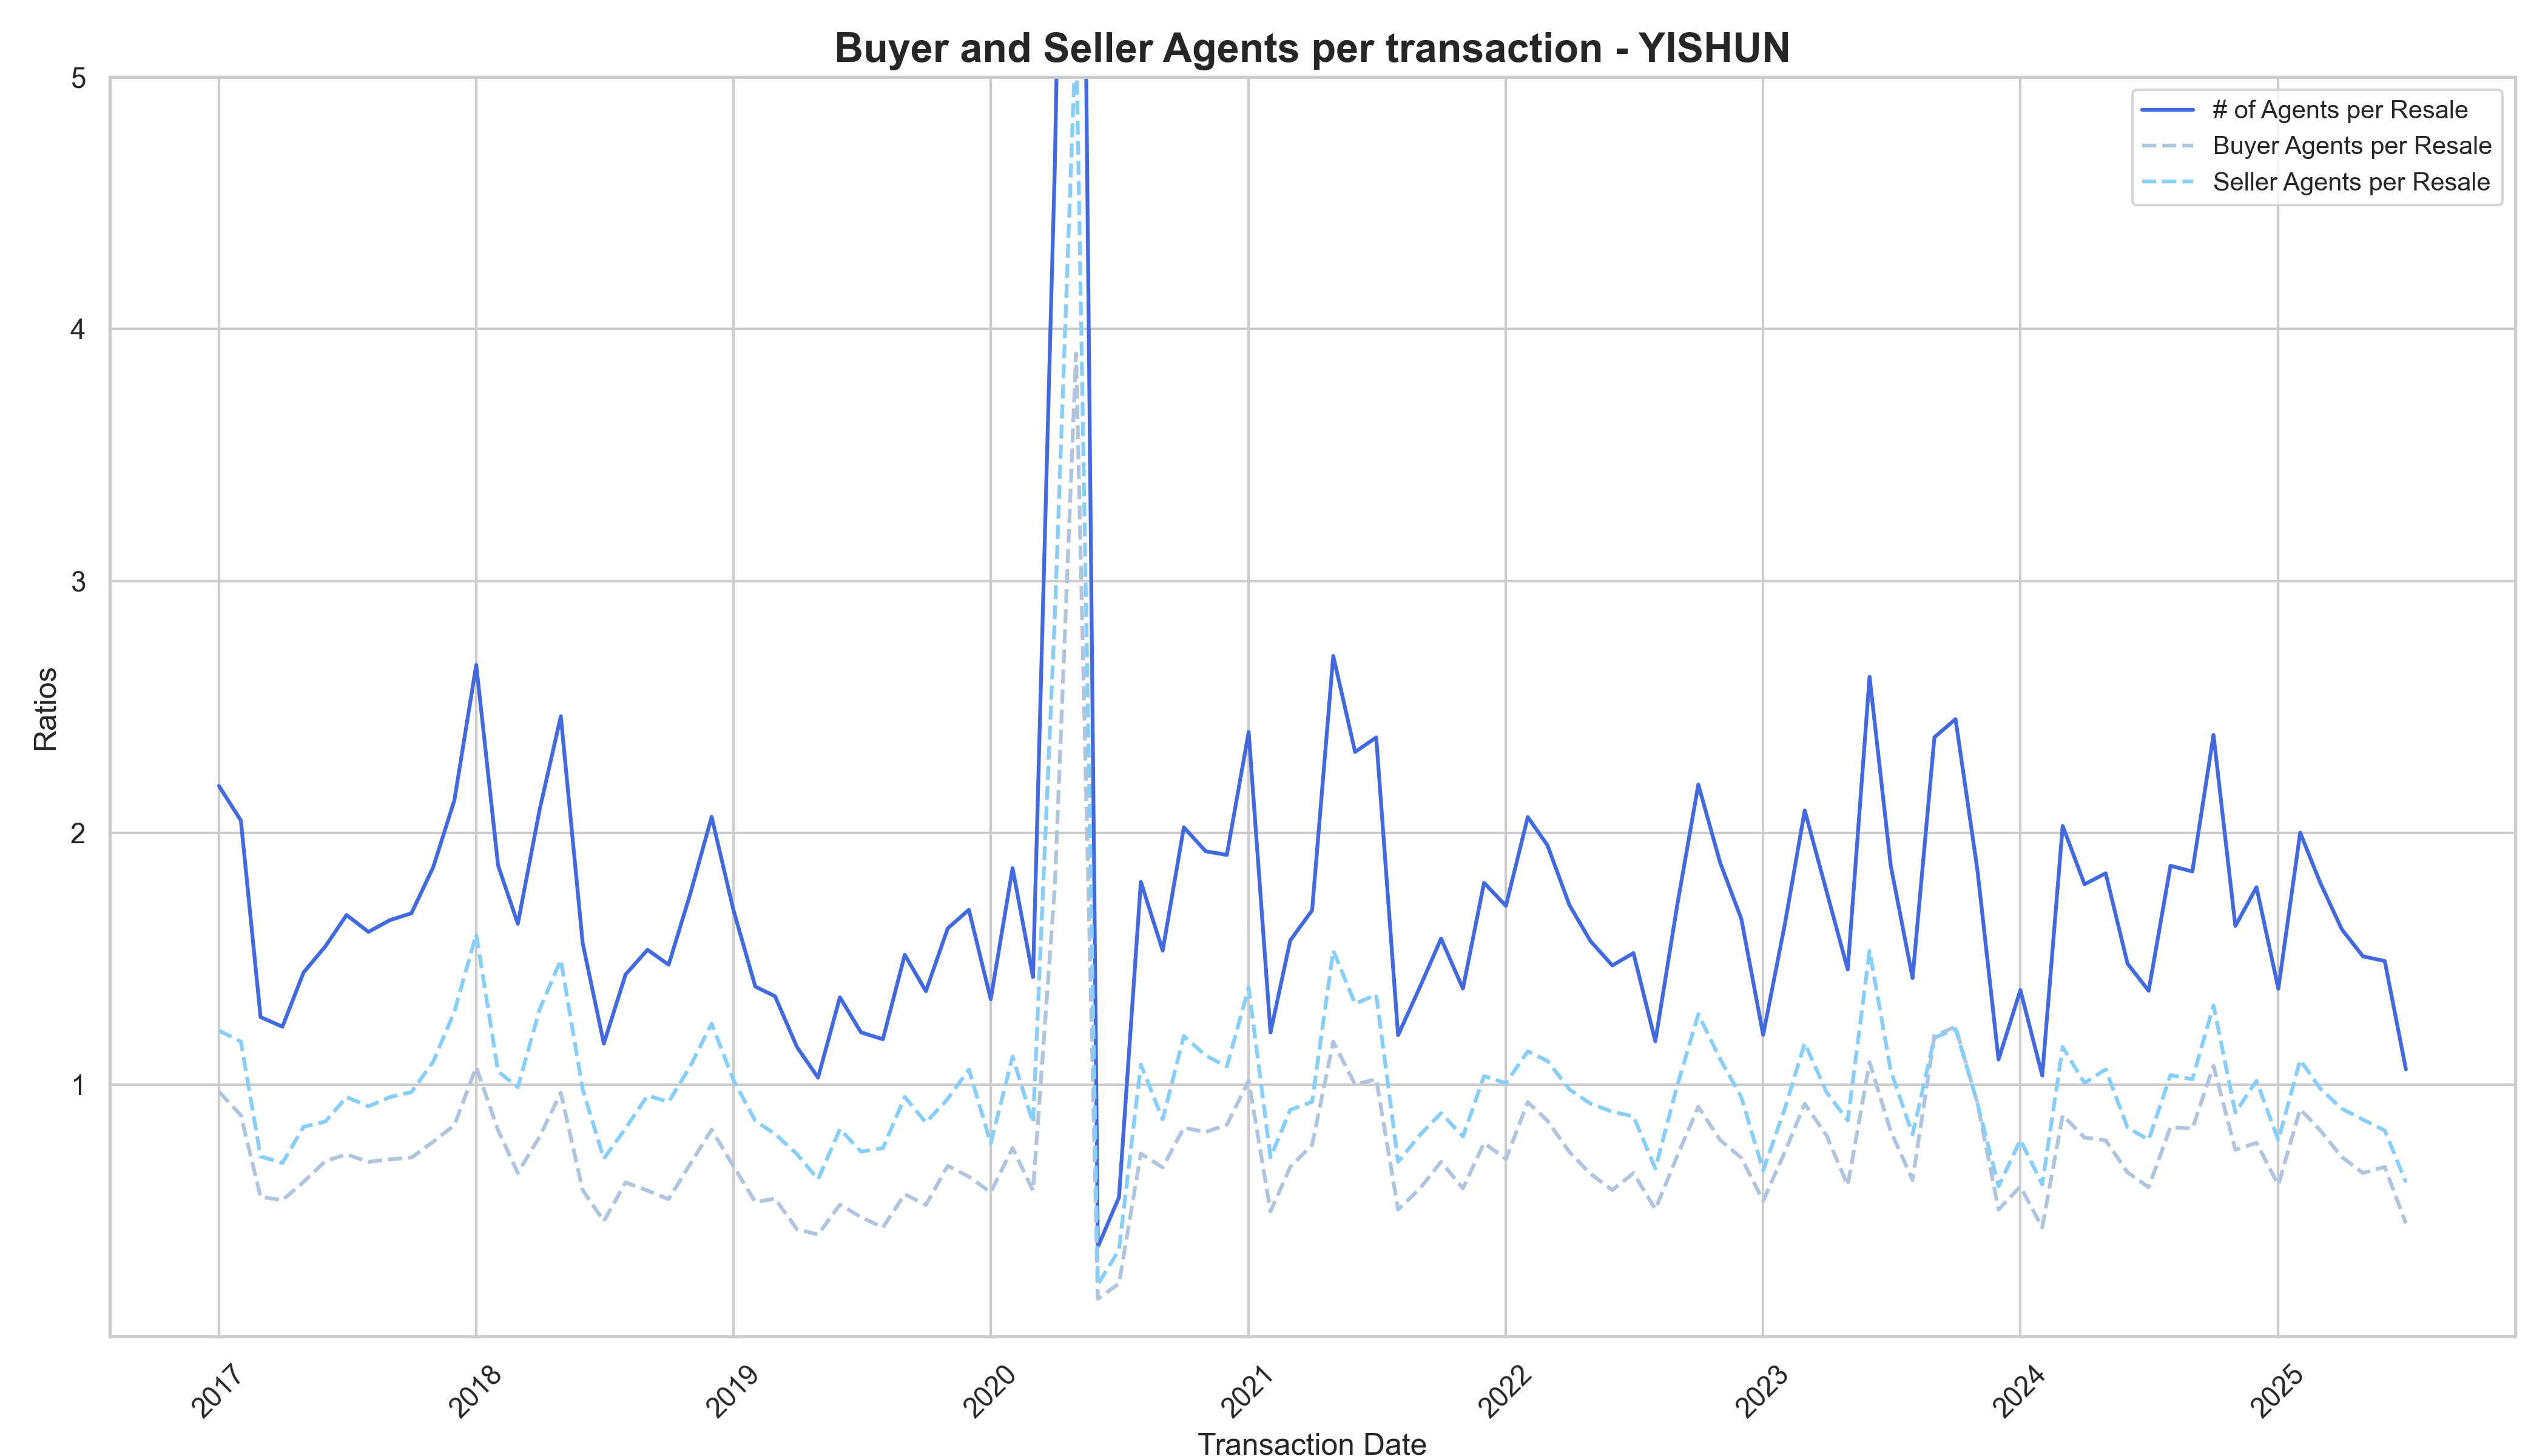 Buyer and Seller Agents per transaction - YISHUN
# of Agents per Resale
Buyer Agents per Resale
Seller Agents per Resale
Ratios
5
4
3
2
1
2017
2018
2019
2020
2021
2022
2023
2024
2025
Transaction Date